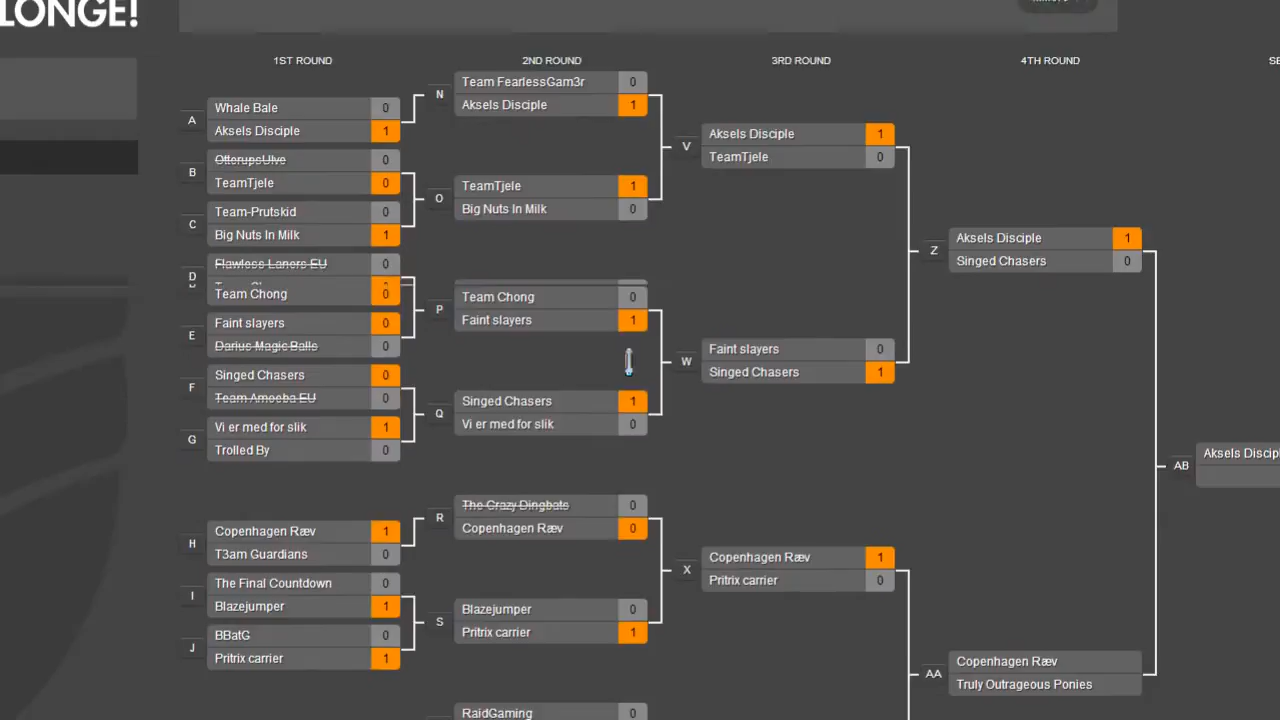 LONGE!
1ST ROUND
2ND ROUND
3RD ROUND
4TH ROUND
A
Whale Bale 0
Aksels Disciple 1
B
OtterupsUlve 0
TeamTjele 0
C
Team-Prutskid 0
Big Nuts In Milk 1
D
Flawless Laners EU 0
Team Chong 0
E
Faint slayers 0
Darius Magic Balls 0
F
Singed Chasers 0
Team Amoeba EU 0
G
Vi er med for slik 1
Trolled By 0
H
Copenhagen Ræv 1
T3am Guardians 0
I
The Final Countdown 0
Blazejumper 1
J
BBatG 0
Pritrix carrier 1
N
Team FearlessGam3r 0
Aksels Disciple 1
O
TeamTjele 1
Big Nuts In Milk 0
P
Team Chong 0
Faint slayers 1
Q
Singed Chasers 1
Vi er med for slik 0
R
The Crazy Dingbats 0
Copenhagen Ræv 0
S
Blazejumper 0
Pritrix carrier 1
RaidGaming 0
V
Aksels Disciple 1
TeamTjele 0
W
Faint slayers 0
Singed Chasers 1
X
Copenhagen Ræv 1
Pritrix carrier 0
Z
Aksels Disciple 1
Singed Chasers 0
AA
Copenhagen Ræv
Truly Outrageous Ponies
AB
Aksels Discipl